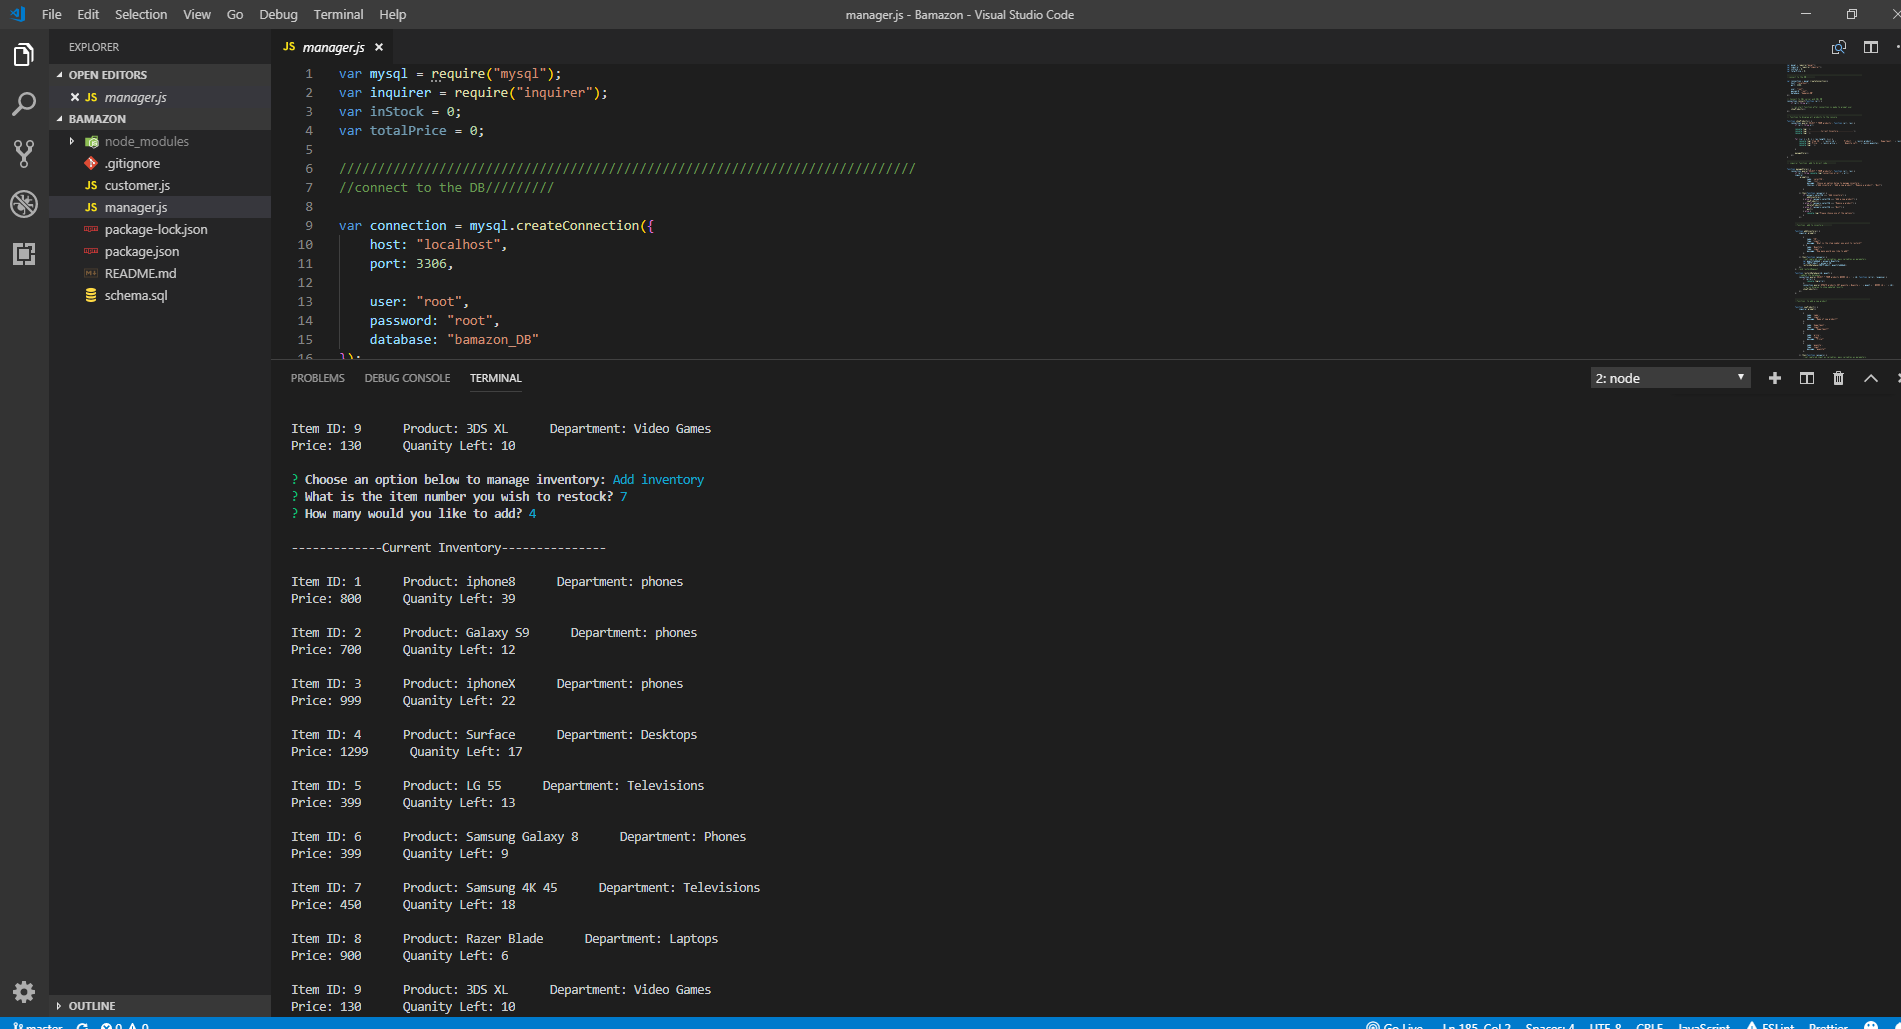 File Edit Selection View Go Debug Terminal Help
manager.js - Bamazon - Visual Studio Code
EXPLORER
OPEN EDITORS
JS manager.js
BAMAZON
node_modules
.gitignore
JS customer.js
JS manager.js
package-lock.json
package.json
README.md
schema.sql
OUTLINE
JS manager.js
1 var mysql = require("mysql");
2 var inquirer = require("inquirer");
3 var inStock = 0;
4 var totalPrice = 0;
5
6 ///////////////////////////////////////////////////////////////////////////
7 //connect to the DB/////////
8
9 var connection = mysql.createConnection({
10 host: "localhost",
11 port: 3306,
12
13 user: "root",
14 password: "root",
15 database: "bamazon_DB"
16 });
PROBLEMS DEBUG CONSOLE TERMINAL
2: node
Item ID: 9 Product: 3DS XL Department: Video Games
Price: 130 Quanity Left: 10
? Choose an option below to manage inventory: Add inventory
? What is the item number you wish to restock? 7
? How many would you like to add? 4
-------------Current Inventory---------------
Item ID: 1 Product: iphone8 Department: phones
Price: 800 Quanity Left: 39
Item ID: 2 Product: Galaxy S9 Department: phones
Price: 700 Quanity Left: 12
Item ID: 3 Product: iphoneX Department: phones
Price: 999 Quanity Left: 22
Item ID: 4 Product: Surface Department: Desktops
Price: 1299 Quanity Left: 17
Item ID: 5 Product: LG 55 Department: Televisions
Price: 399 Quanity Left: 13
Item ID: 6 Product: Samsung Galaxy 8 Department: Phones
Price: 399 Quanity Left: 9
Item ID: 7 Product: Samsung 4K 45 Department: Televisions
Price: 450 Quanity Left: 18
Item ID: 8 Product: Razer Blade Department: Laptops
Price: 900 Quanity Left: 6
Item ID: 9 Product: 3DS XL Department: Video Games
Price: 130 Quanity Left: 10
master 0 0 Go Live Ln 185, Col 2 Spaces: 4 UTF-8 CRLF JavaScript ESLint Prettier